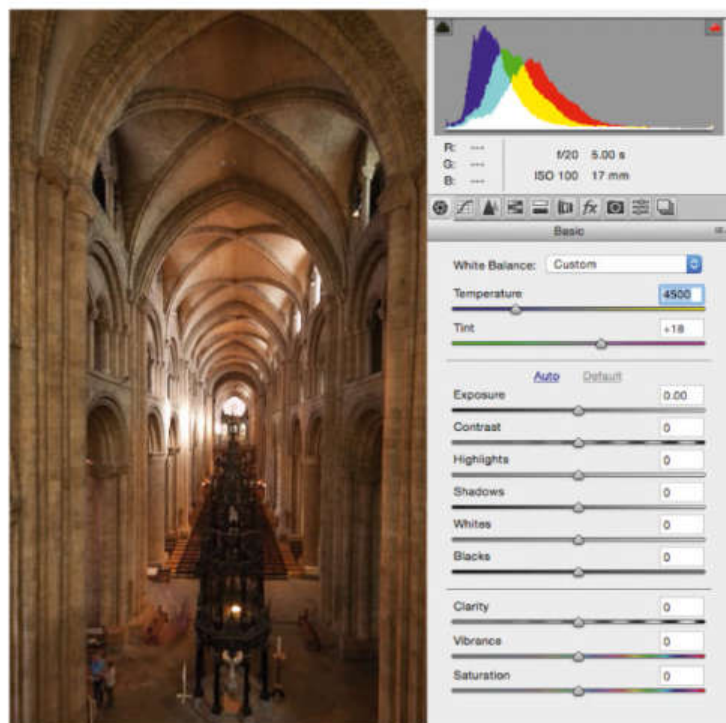 R: ---
G: ---
B: ---
f/20 5.00 s
ISO 100 17 mm
fx
Basic
White Balance: Custom
Temperature 4500
Tint +18
Auto Default
Exposure 0.00
Contrast 0
Highlights 0
Shadows 0
Whites 0
Blacks 0
Clarity 0
Vibrance 0
Saturation 0